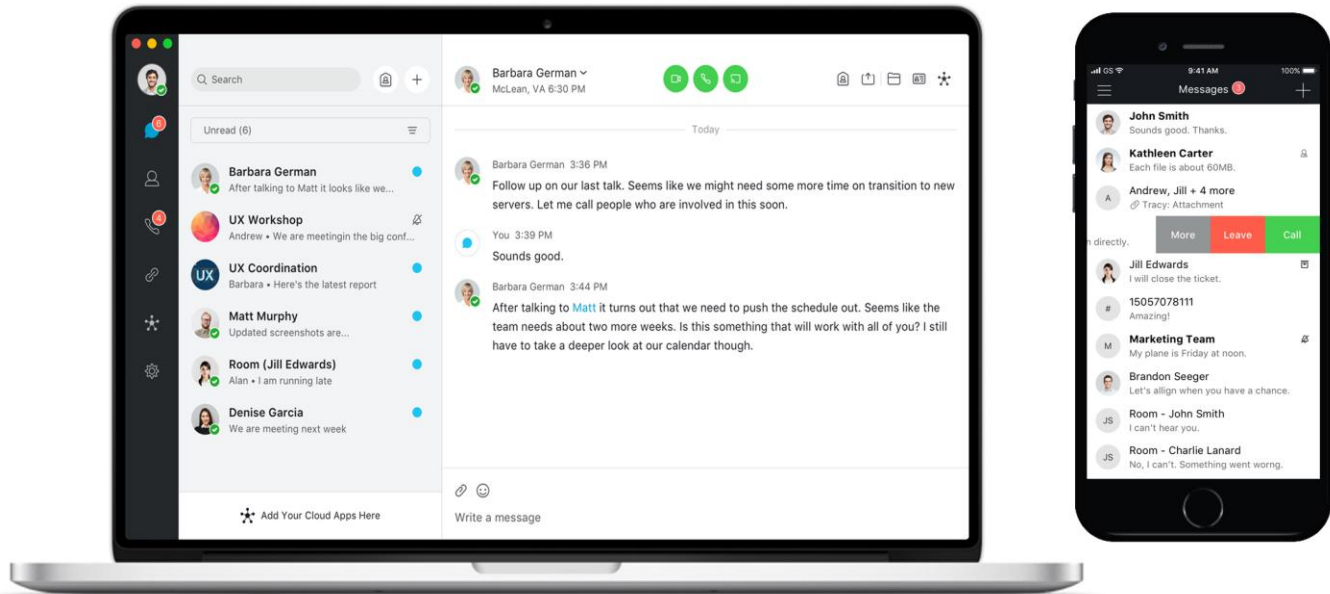 6
4
Search
Unread (6)
Barbara German
After talking to Matt it looks like we...
UX Workshop
Andrew • We are meetingin the big conf...
UX
UX Coordination
Barbara • Here's the latest report
Matt Murphy
Updated screenshots are...
Room (Jill Edwards)
Alan • I am running late
Denise Garcia
We are meeting next week
Add Your Cloud Apps Here
Barbara German
McLean, VA 6:30 PM
Today
Barbara German 3:36 PM
Follow up on our last talk. Seems like we might need some more time on transition to new
servers. Let me call people who are involved in this soon.
You 3:39 PM
Sounds good.
Barbara German 3:44 PM
After talking to Matt it turns out that we need to push the schedule out. Seems like the
team needs about two more weeks. Is this something that will work with all of you? I still
have to take a deeper look at our calendar though.
Write a message
GS 9:41 AM 100%
Messages 3
John Smith
Sounds good. Thanks.
Kathleen Carter
Each file is about 60MB.
A
Andrew, Jill + 4 more
Tracy: Attachment
directly. More Leave Call
Jill Edwards
I will close the ticket.
#
15057078111
Amazing!
M
Marketing Team
My plane is Friday at noon.
Brandon Seeger
Let's allign when you have a chance.
JS
Room - John Smith
I can't hear you.
JS
Room - Charlie Lanard
No, I can't. Something went worng.